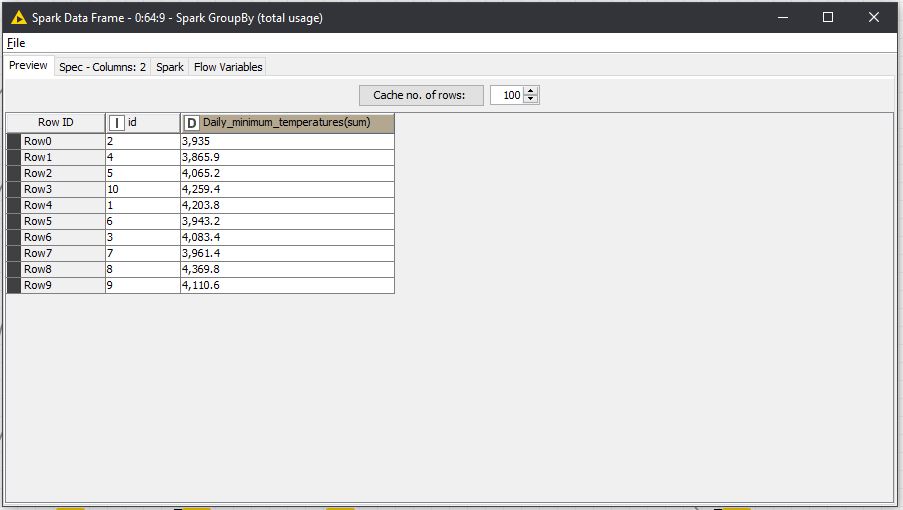 Spark Data Frame - 0:64:9 - Spark GroupBy (total usage)
File
Preview Spec - Columns: 2 Spark Flow Variables
Cache no. of rows: 100
Row ID I id D Daily_minimum_temperatures(sum)
Row0 2 3,935
Row1 4 3,865.9
Row2 5 4,065.2
Row3 10 4,259.4
Row4 1 4,203.8
Row5 6 3,943.2
Row6 3 4,083.4
Row7 7 3,961.4
Row8 8 4,369.8
Row9 9 4,110.6